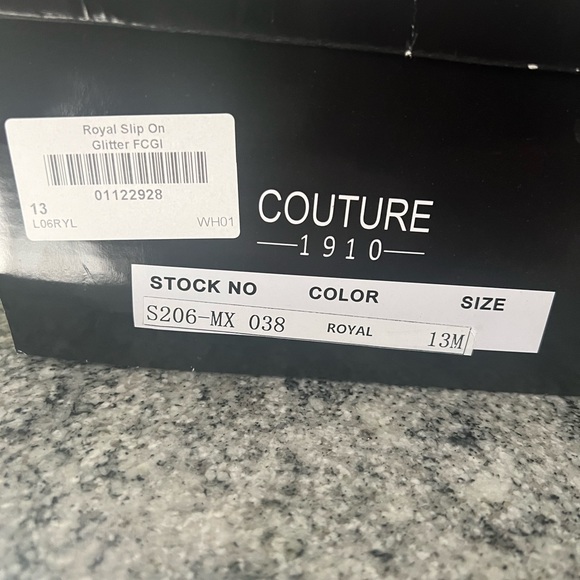 Royal Slip On
Glitter FCGI
01122928
13
L06RYL WH01
COUTURE
1910
STOCK NO COLOR SIZE
S206-MX 038 ROYAL 13M